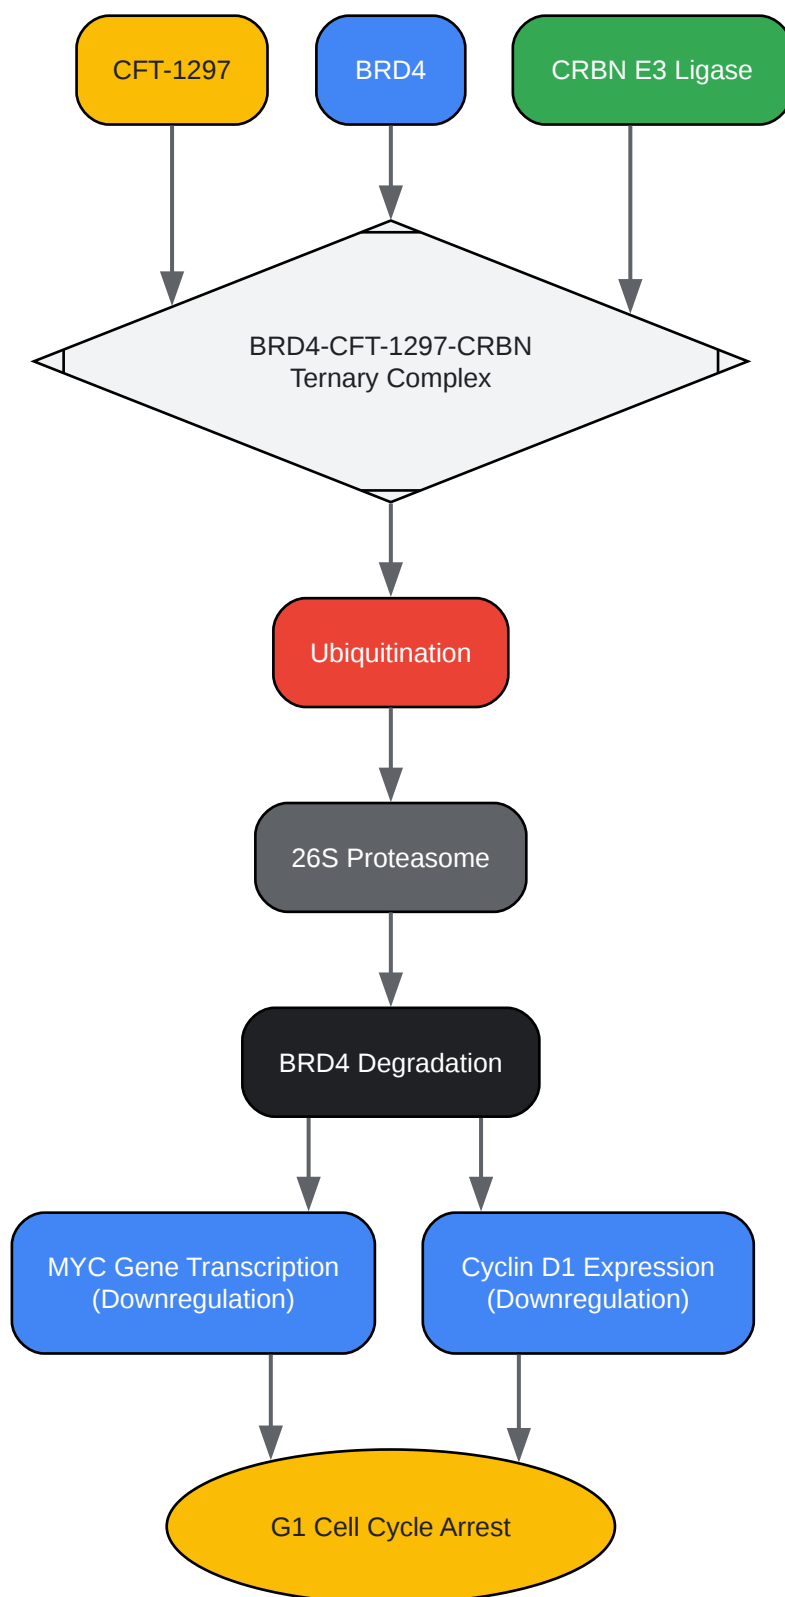 CFT-1297
BRD4
CRBN E3 Ligase
BRD4-CFT-1297-CRBN
Ternary Complex
Ubiquitination
26S Proteasome
BRD4 Degradation
MYC Gene Transcription
(Downregulation)
Cyclin D1 Expression
(Downregulation)
G1 Cell Cycle Arrest